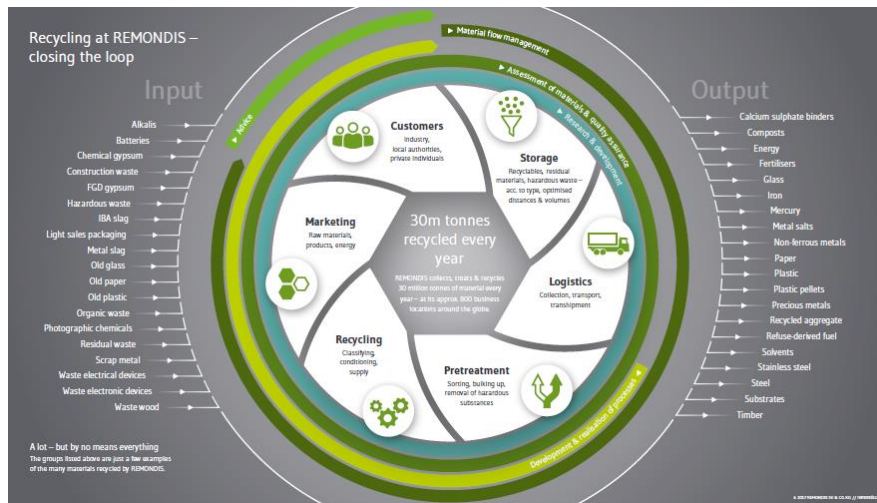 Recycling at REMONDIS –
closing the loop
Input
Alkalis
Batteries
Chemical gypsum
Construction waste
FGD gypsum
Hazardous waste
IBA slag
Light sales packaging
Metal slag
Old glass
Old paper
Old plastic
Organic waste
Photographic chemicals
Residual waste
Scrap metal
Waste electrical devices
Waste electronic devices
Waste wood
A lot – but by no means everything
The groups listed above are just a few examples
of the many materials recycled by REMONDIS.
Advice
Material flow management
Assessment of materials & quality assurance
Research & development
Development & realisation of processes
Customers
Industry,
local authorities,
private individuals
Storage
Recyclables, residual
materials, hazardous waste –
acc. to type, optimised
distances & volumes
Logistics
Collection, transport,
transhipment
Pretreatment
Sorting, bulking up,
removal of hazardous
substances
Recycling
Classifying,
conditioning,
supply
Marketing
Raw materials,
products, energy
30m tonnes
recycled every
year
REMONDIS collects, treats & recycles
30 million tonnes of material every
year – at its approx. 800 business
locations around the globe.
Output
Calcium sulphate binders
Composts
Energy
Fertilisers
Glass
Iron
Mercury
Metal salts
Non-ferrous metals
Paper
Plastic
Plastic pellets
Precious metals
Recycled aggregate
Refuse-derived fuel
Solvents
Stainless steel
Steel
Substrates
Timber
© 2017 REMONDIS SE & CO. KG //